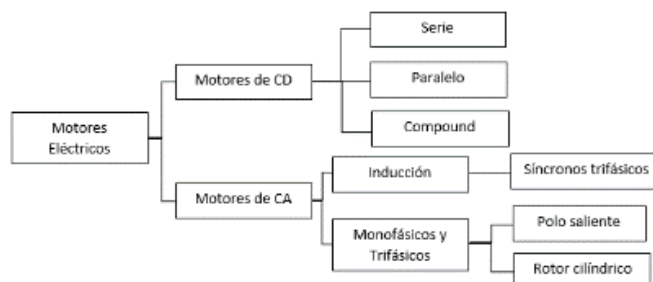 Serie
Motores de CD
Paralelo
Motores
Eléctricos
Compound
Inducción
Síncronos trifásicos
Motores de CA
Monofásicos y
Trifásicos
Polo saliente
Rotor cilíndrico